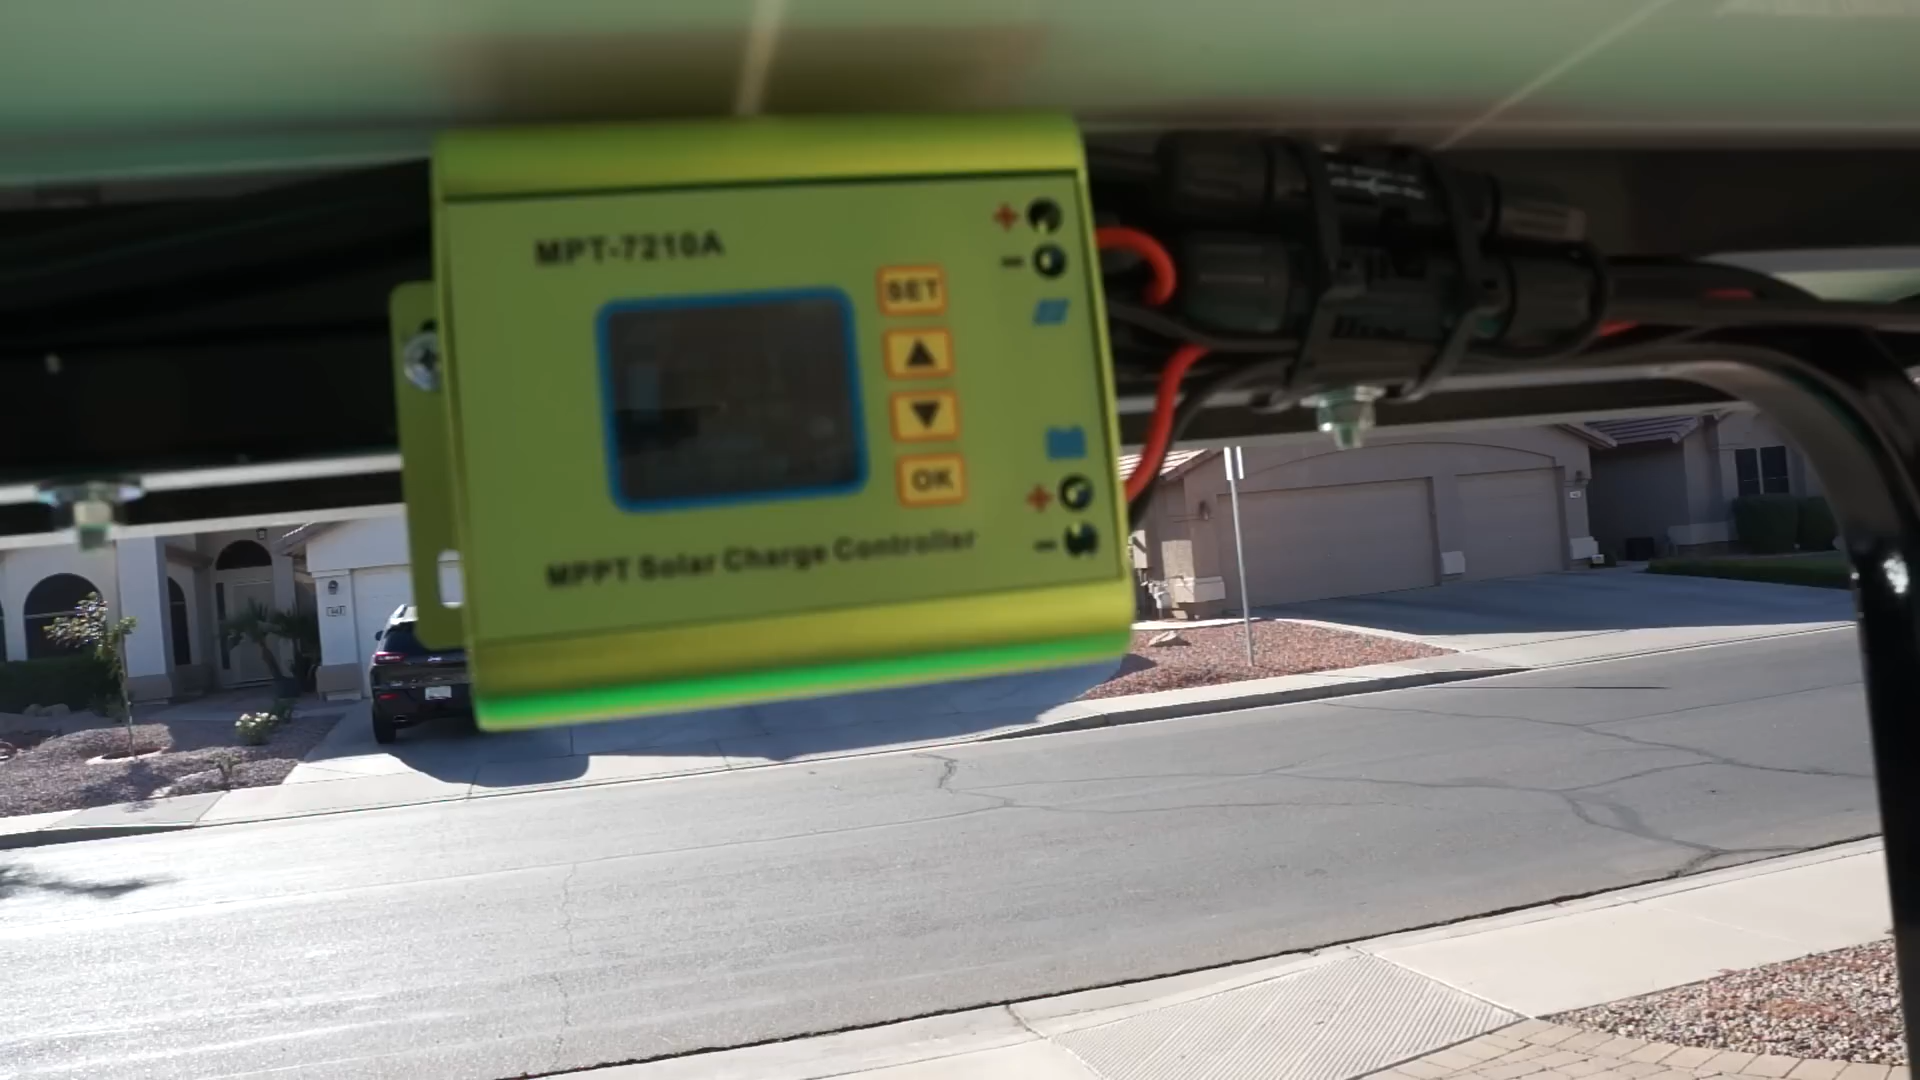 MPT-7210A
SET
OK
MPPT Solar Charge Controller
+
-
+
-